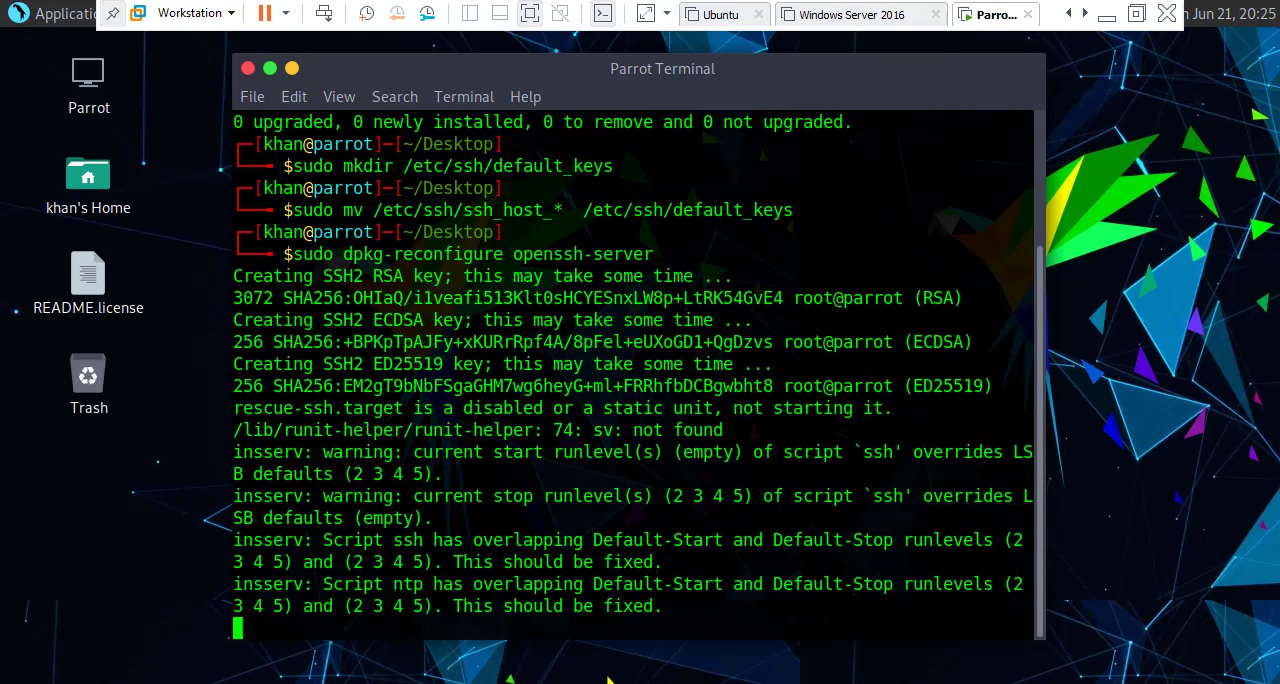 Applicatio
Workstation
Ubuntu
Windows Server 2016
Parro...
n Jun 21, 20:25
Parrot
khan's Home
README.license
Trash
Parrot Terminal
File Edit View Search Terminal Help
0 upgraded, 0 newly installed, 0 to remove and 0 not upgraded.
┌─[khan@parrot]─[~/Desktop]
└──╼ $sudo mkdir /etc/ssh/default_keys
┌─[khan@parrot]─[~/Desktop]
└──╼ $sudo mv /etc/ssh/ssh_host_*  /etc/ssh/default_keys
┌─[khan@parrot]─[~/Desktop]
└──╼ $sudo dpkg-reconfigure openssh-server
Creating SSH2 RSA key; this may take some time ...
3072 SHA256:OHIaQ/i1veafi513Klt0sHCYESnxLW8p+LtRK54GvE4 root@parrot (RSA)
Creating SSH2 ECDSA key; this may take some time ...
256 SHA256:+BPKpTpAJFy+xKURrRpf4A/8pFel+eUXoGD1+QgDzvs root@parrot (ECDSA)
Creating SSH2 ED25519 key; this may take some time ...
256 SHA256:EM2gT9bNbFSgaGHM7wg6heyG+ml+FRRhfbDCBgwbht8 root@parrot (ED25519)
rescue-ssh.target is a disabled or a static unit, not starting it.
/lib/runit-helper/runit-helper: 74: sv: not found
insserv: warning: current start runlevel(s) (empty) of script `ssh' overrides LS
B defaults (2 3 4 5).
insserv: warning: current stop runlevel(s) (2 3 4 5) of script `ssh' overrides L
SB defaults (empty).
insserv: Script ssh has overlapping Default-Start and Default-Stop runlevels (2
3 4 5) and (2 3 4 5). This should be fixed.
insserv: Script ntp has overlapping Default-Start and Default-Stop runlevels (2
3 4 5) and (2 3 4 5). This should be fixed.